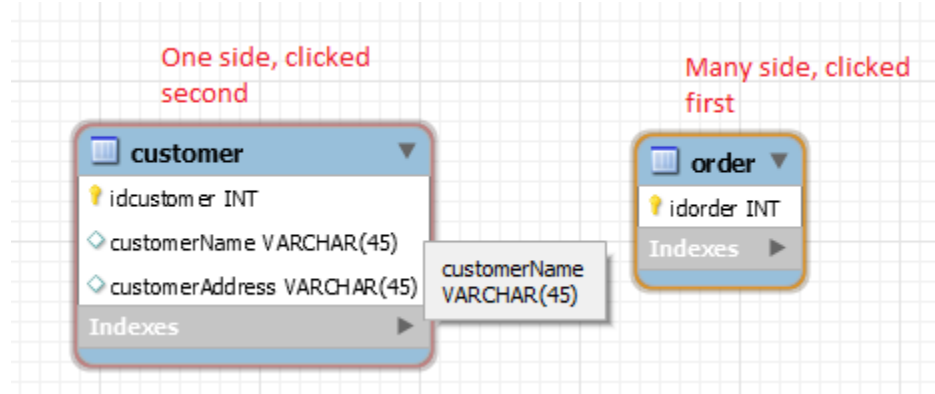 One side, clicked
second
Many side, clicked
first
customer
idcustomer INT
customerName VARCHAR(45)
customerAddress VARCHAR(45)
Indexes
customerName
VARCHAR(45)
order
idorder INT
Indexes